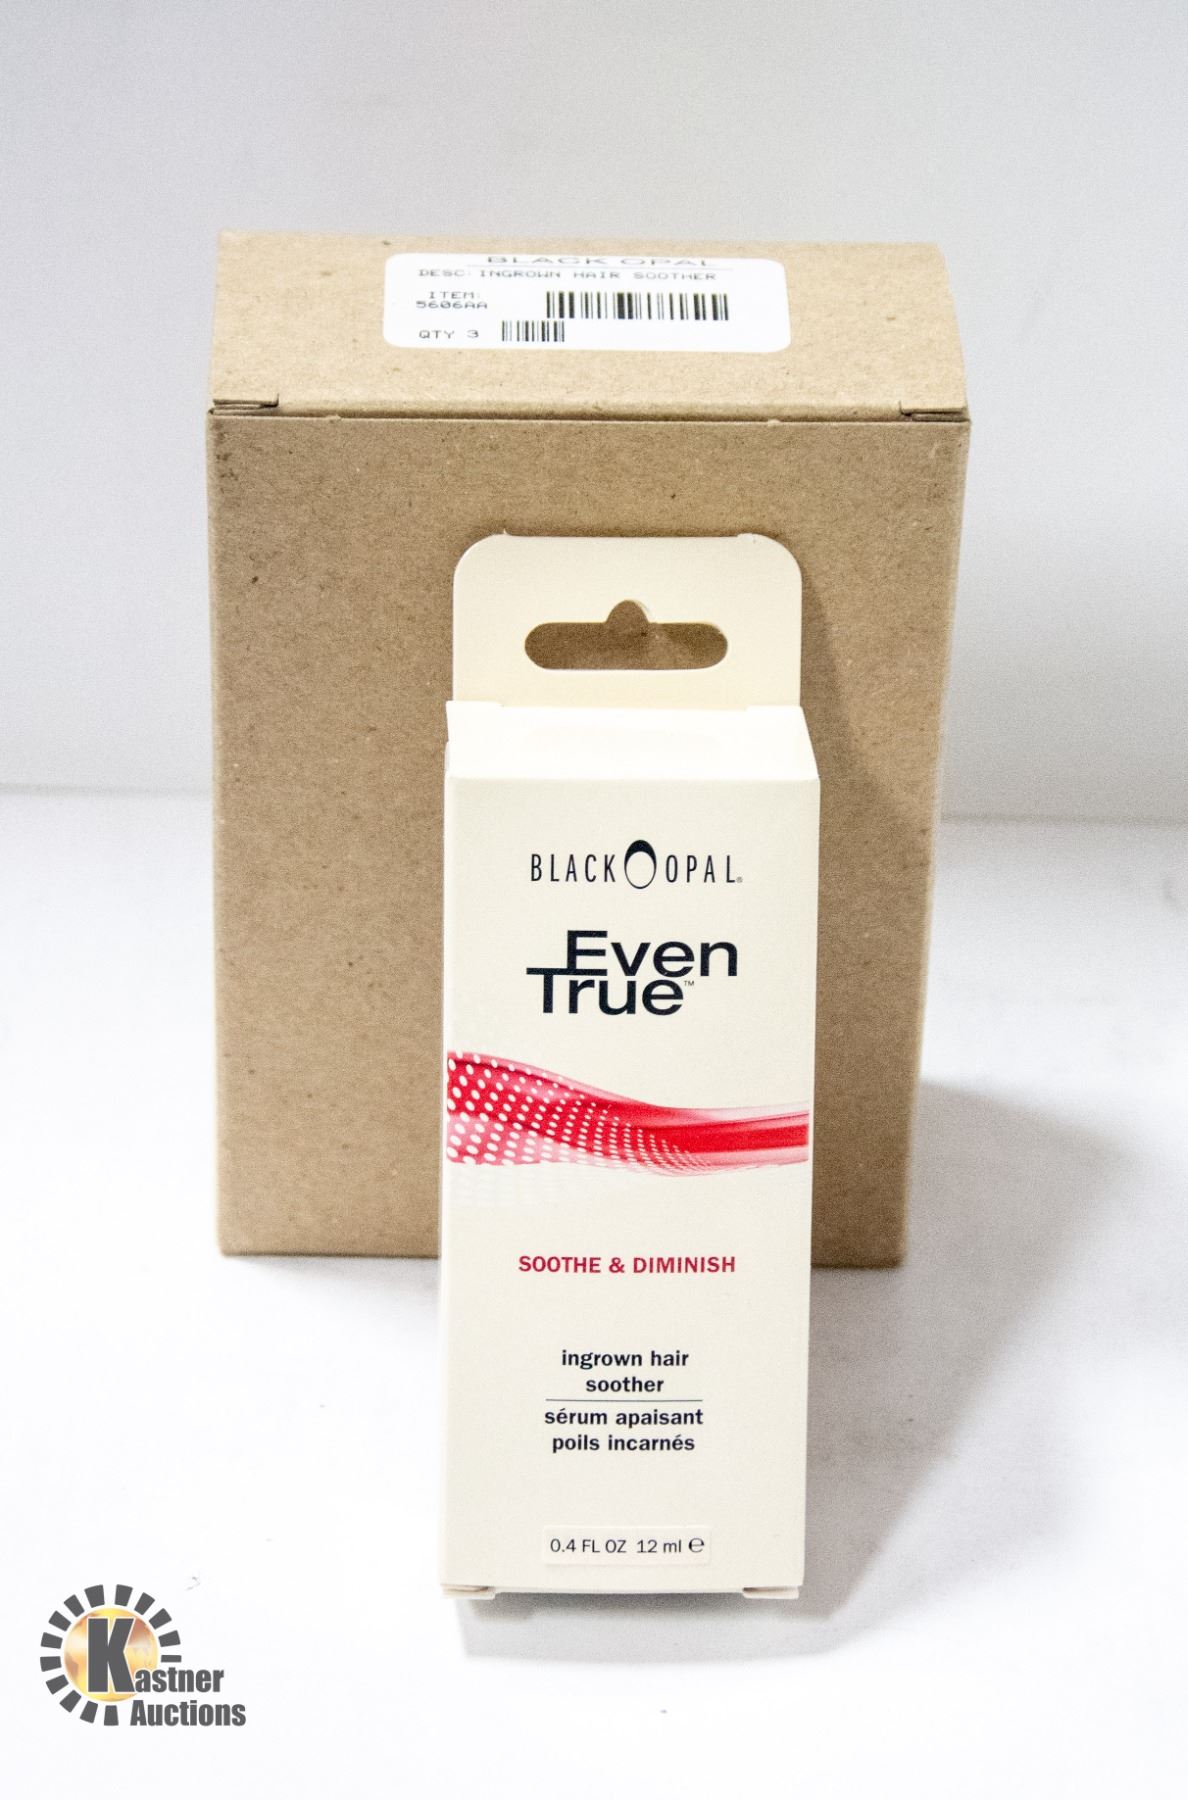 BLACK OPAL
DESC: INGROWN HAIR SOOTHER
ITEM:
5606AA
QTY 3
BLACK OPAL®
Even
True™
SOOTHE & DIMINISH
ingrown hair
soother
sérum apaisant
poils incarnés
0.4 FL OZ 12 ml ℮
Kastner
Auctions